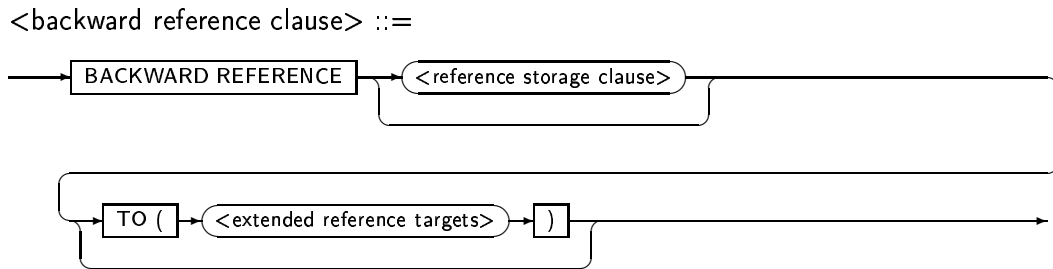 <backward reference clause> ::=
BACKWARD REFERENCE <reference storage clause>
TO ( <extended reference targets> )